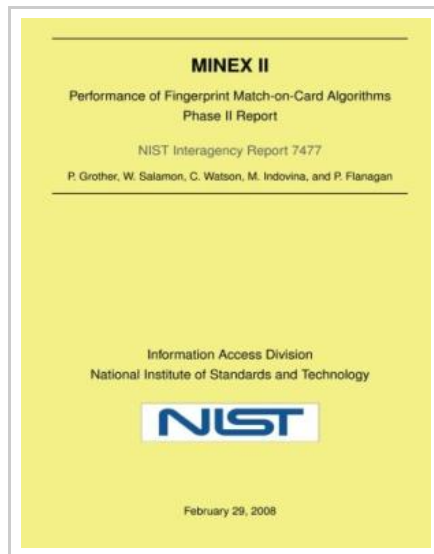 MINEX II
Performance of Fingerprint Match-on-Card Algorithms
Phase II Report
NIST Interagency Report 7477
P. Grother, W. Salamon, C. Watson, M. Indovina, and P. Flanagan
Information Access Division
National Institute of Standards and Technology
NIST
February 29, 2008